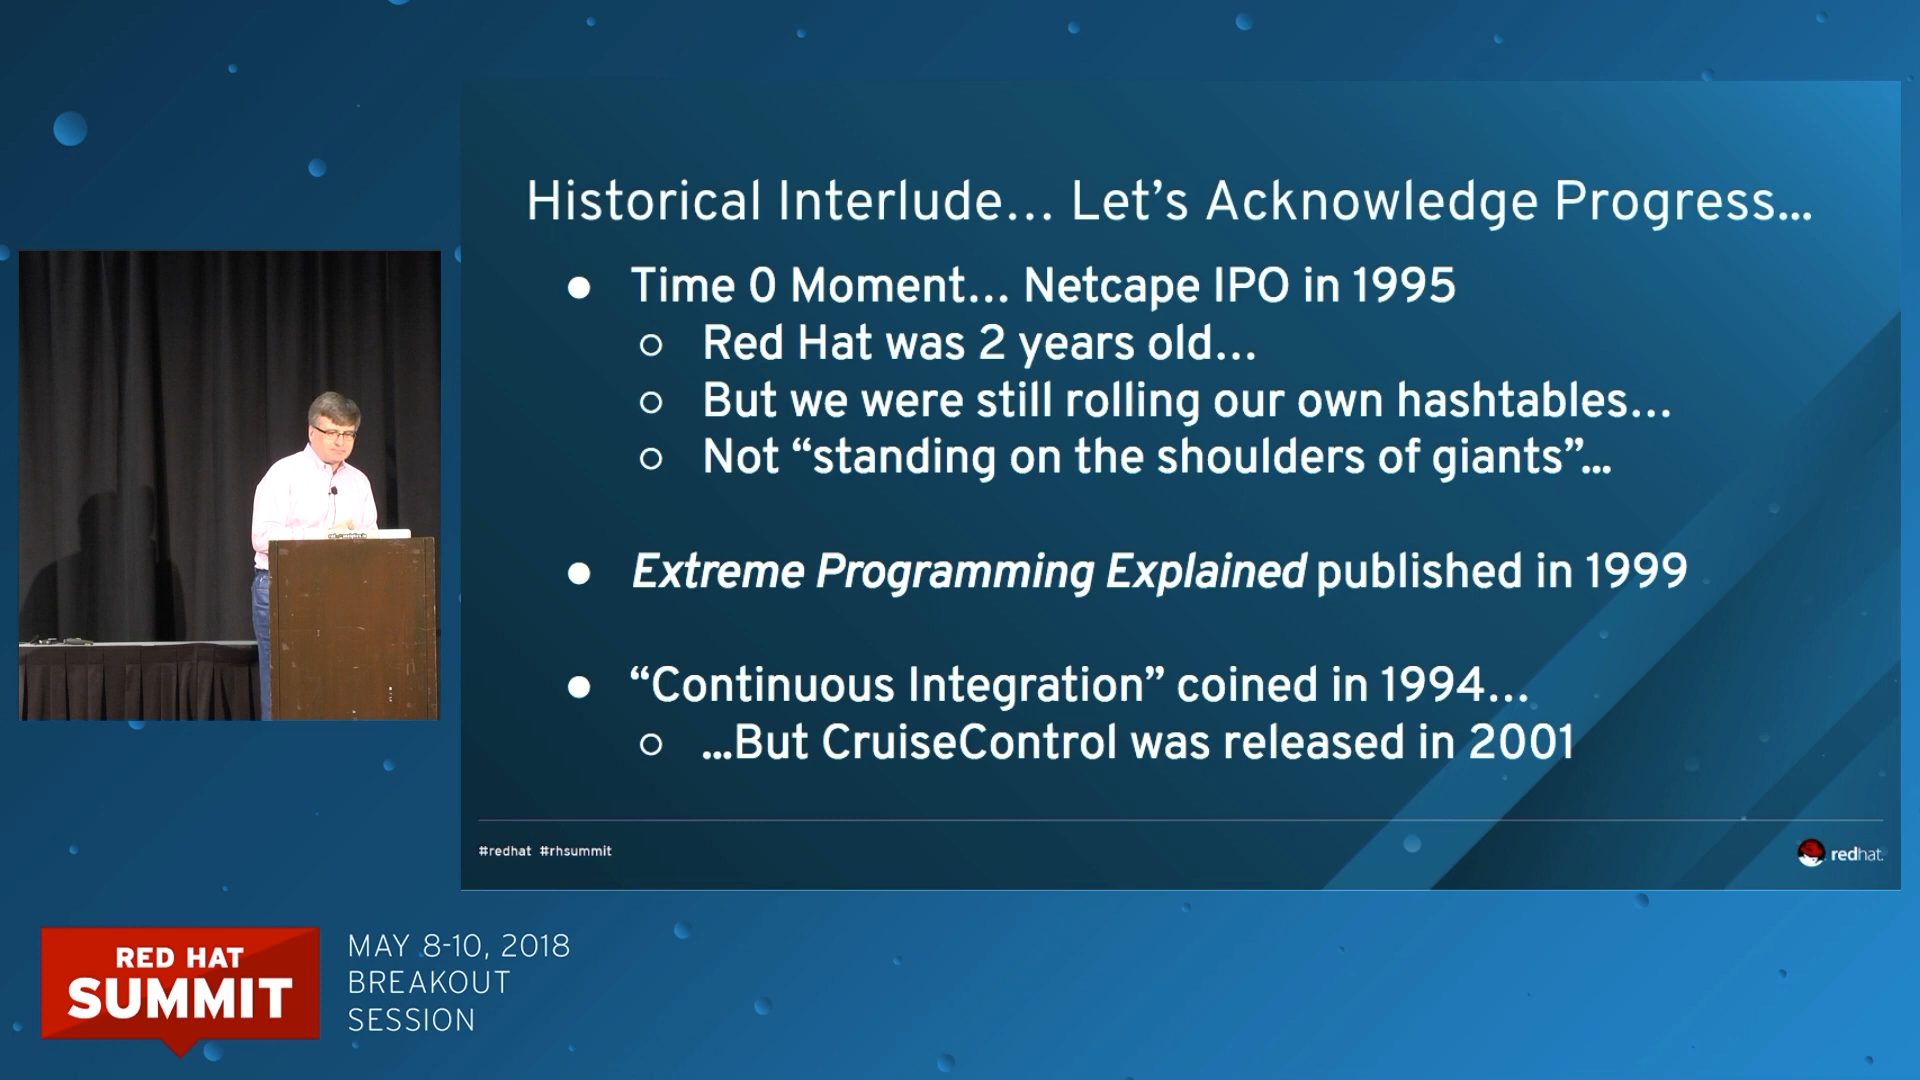 Historical Interlude... Let's Acknowledge Progress...
● Time 0 Moment... Netcape IPO in 1995
○ Red Hat was 2 years old...
○ But we were still rolling our own hashtables...
○ Not “standing on the shoulders of giants”...
● Extreme Programming Explained published in 1999
● “Continuous Integration” coined in 1994...
○ ...But CruiseControl was released in 2001
#redhat #rhsummit
redhat.
RED HAT
SUMMIT
MAY 8-10, 2018
BREAKOUT
SESSION